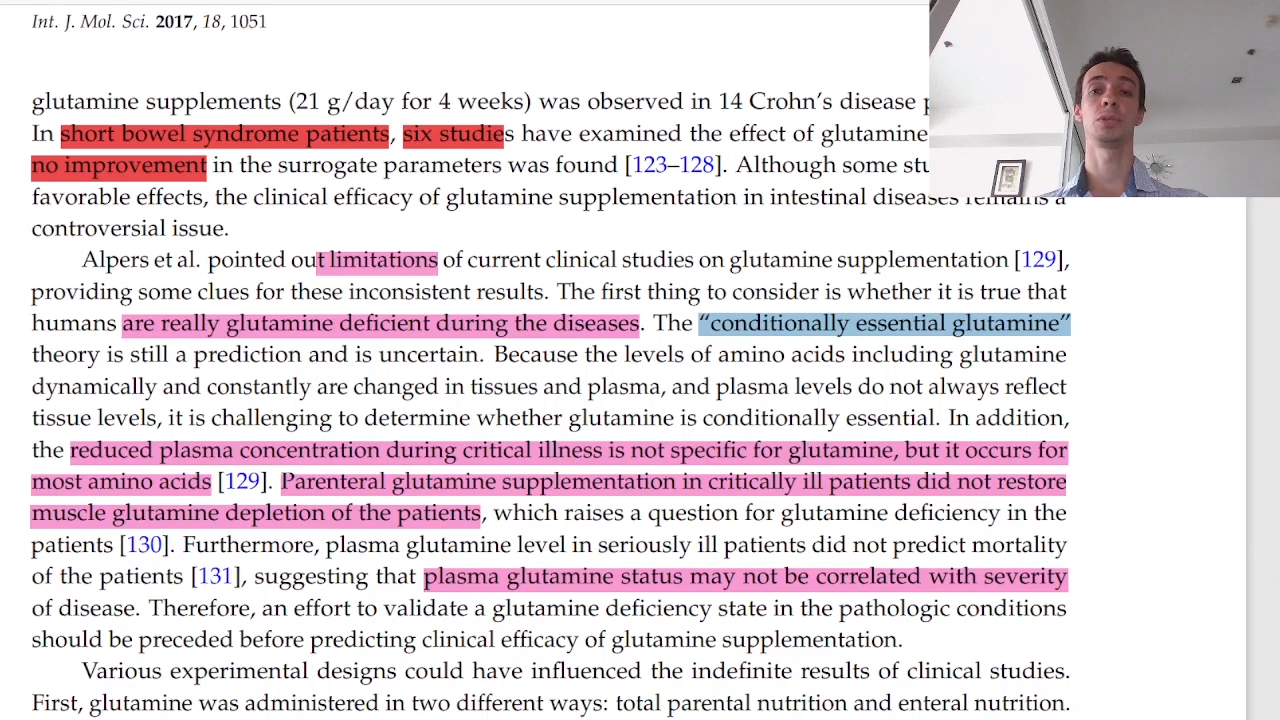 Int. J. Mol. Sci. 2017, 18, 1051
glutamine supplements (21 g/day for 4 weeks) was observed in 14 Crohn’s disease
In short bowel syndrome patients, six studies have examined the effect of glutamine
no improvement in the surrogate parameters was found [123–128]. Although some
favorable effects, the clinical efficacy of glutamine supplementation in intestinal diseases remains a
controversial issue.
Alpers et al. pointed out limitations of current clinical studies on glutamine supplementation [129],
providing some clues for these inconsistent results. The first thing to consider is whether it is true that
humans are really glutamine deficient during the diseases. The “conditionally essential glutamine”
theory is still a prediction and is uncertain. Because the levels of amino acids including glutamine
dynamically and constantly are changed in tissues and plasma, and plasma levels do not always reflect
tissue levels, it is challenging to determine whether glutamine is conditionally essential. In addition,
the reduced plasma concentration during critical illness is not specific for glutamine, but it occurs for
most amino acids [129]. Parenteral glutamine supplementation in critically ill patients did not restore
muscle glutamine depletion of the patients, which raises a question for glutamine deficiency in the
patients [130]. Furthermore, plasma glutamine level in seriously ill patients did not predict mortality
of the patients [131], suggesting that plasma glutamine status may not be correlated with severity
of disease. Therefore, an effort to validate a glutamine deficiency state in the pathologic conditions
should be preceded before predicting clinical efficacy of glutamine supplementation.
Various experimental designs could have influenced the indefinite results of clinical studies.
First, glutamine was administered in two different ways: total parental nutrition and enteral nutrition.